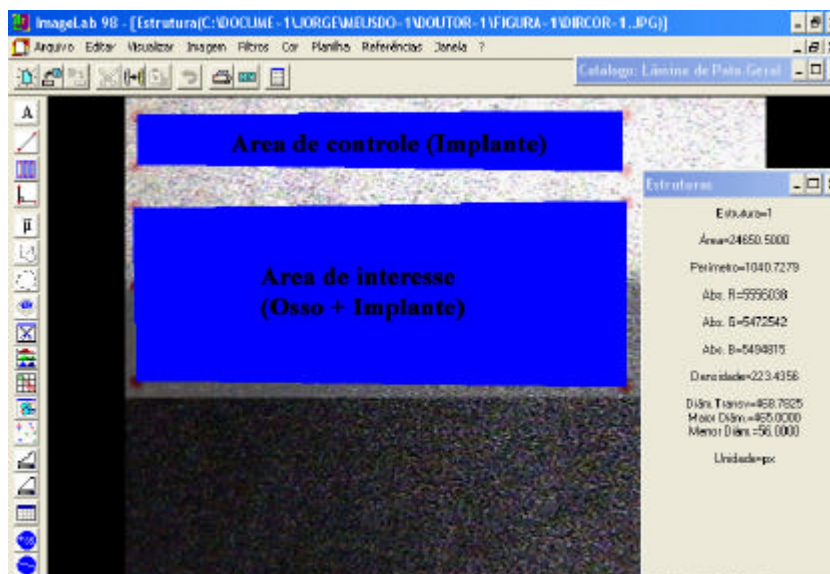 ImageLab 98 - [Estrutura(C:\DOCUME~1\JORGE\MEUSDO~1\DOUTOR~1\FIGURA~1\DIRCOR~1.JPG)]
Arquivo Editar Visualizar Imagem Filtros Cor Planilha Referências Janela ?
Catálogo: Lâmina de Pato.Geral
A
Area de controle (Implante)
Estruturas
Estrutura=1
μ
Área=24650.5000
Perímetro=1040.7279
Area de interesse
(Osso + Implante)
Abs. R=5556038
Abs. G=5472542
Abs. B=5494815
Densidade=223.4356
Diâm.Transv=468.7825
Maior Diâm.=465.0000
Menor Diâm.=56.0000
Unidade=px